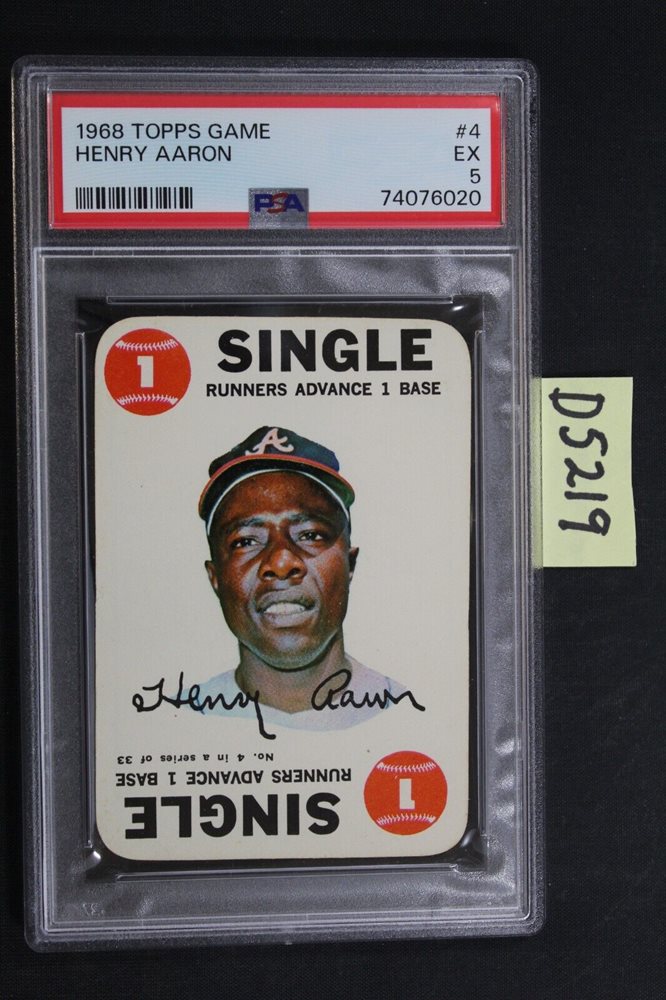 1968 TOPPS GAME #4
HENRY AARON EX
5
PSA 74076020
1 SINGLE
RUNNERS ADVANCE 1 BASE
A
Henry Aaron
No. 4 in a series of 33
RUNNERS ADVANCE 1 BASE
SINGLE 1
D5219